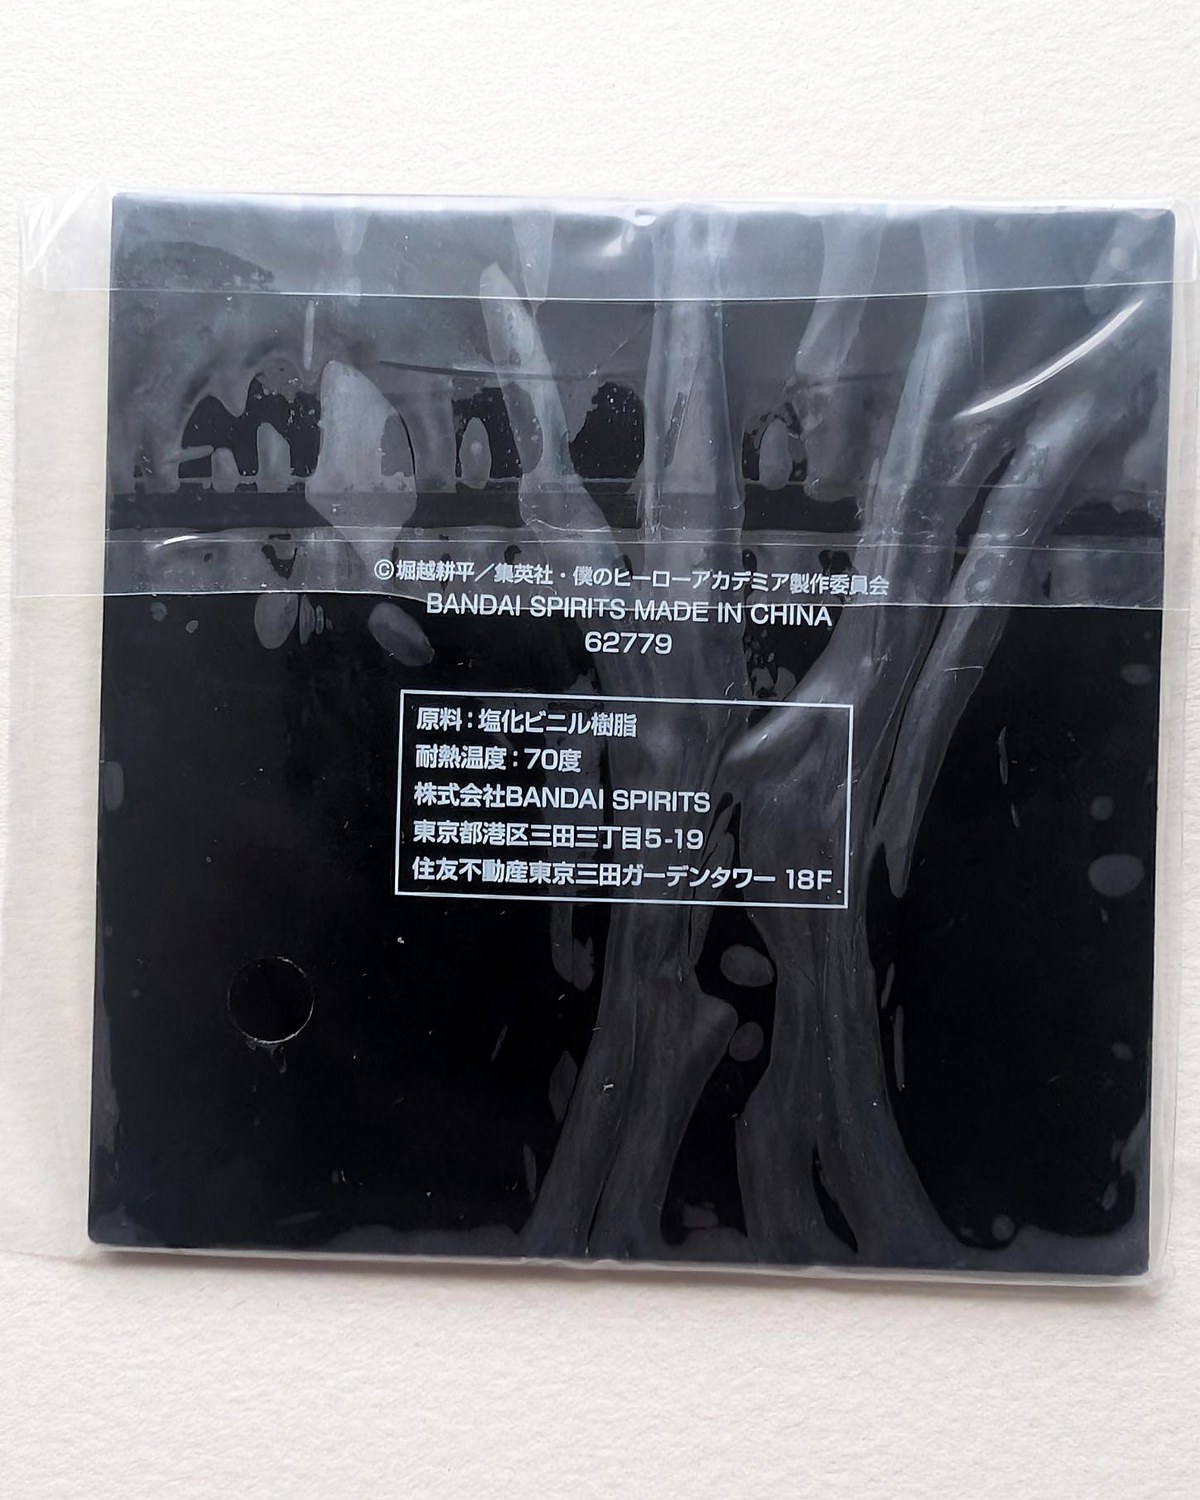 ©堀越耕平／集英社・僕のヒーローアカデミア製作委員会
BANDAI SPIRITS MADE IN CHINA
62779
原料：塩化ビニル樹脂
耐熱温度：70度
株式会社BANDAI SPIRITS
東京都港区三田三丁目5-19
住友不動産東京三田ガーデンタワー 18F